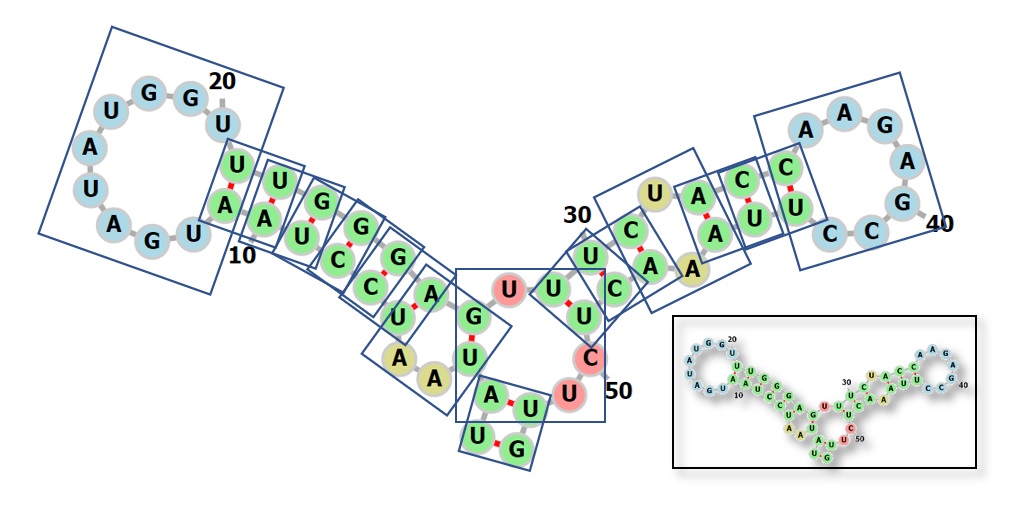 20
U G G A
U A G
A U C A
U U U A C
A A G U 30 U U G
A G U U G C A C C 40
10 C G U A A
C A U U C
U G U
A U C
A A U U 50
U G
20
U G G U A A G
A U U G U A C C A
U A G U A A U C G G 30 U C A U U G 40
10 C C G A U U C A A C C
U G U
A A U C
A U U 50
U G